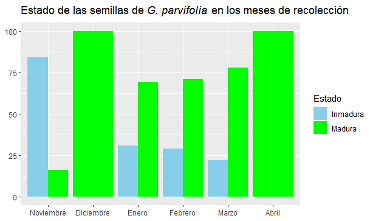 Estado de las semillas de G. parvifolia en los meses de recolección
100
75
50
25
0
Noviembre Diciembre Enero Febrero Marzo Abril
Estado
Inmadura
Madura